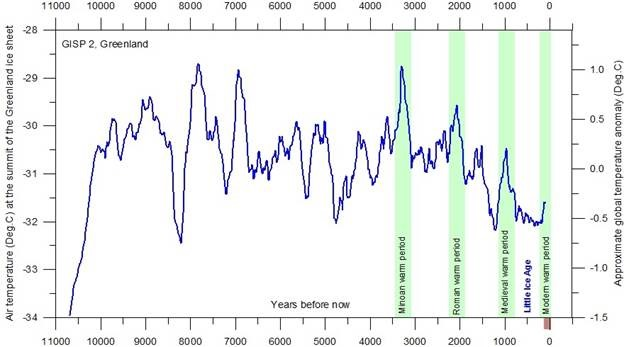 11000 10000 9000 8000 7000 6000 5000 4000 3000 2000 1000 0
GISP 2, Greenland
-28
-29
-30
-31
-32
-33
-34
Air temperature (Deg.C) at the summit of the Greenland ice sheet
1.0
0.5
0.0
-0.5
-1.0
-1.5
Approximate global temperature anomaly (Deg.C)
Years before now
Minoan warm period
Roman warm period
Medieval warm period
Little Ice Age
Modern warm period
11000 10000 9000 8000 7000 6000 5000 4000 3000 2000 1000 0